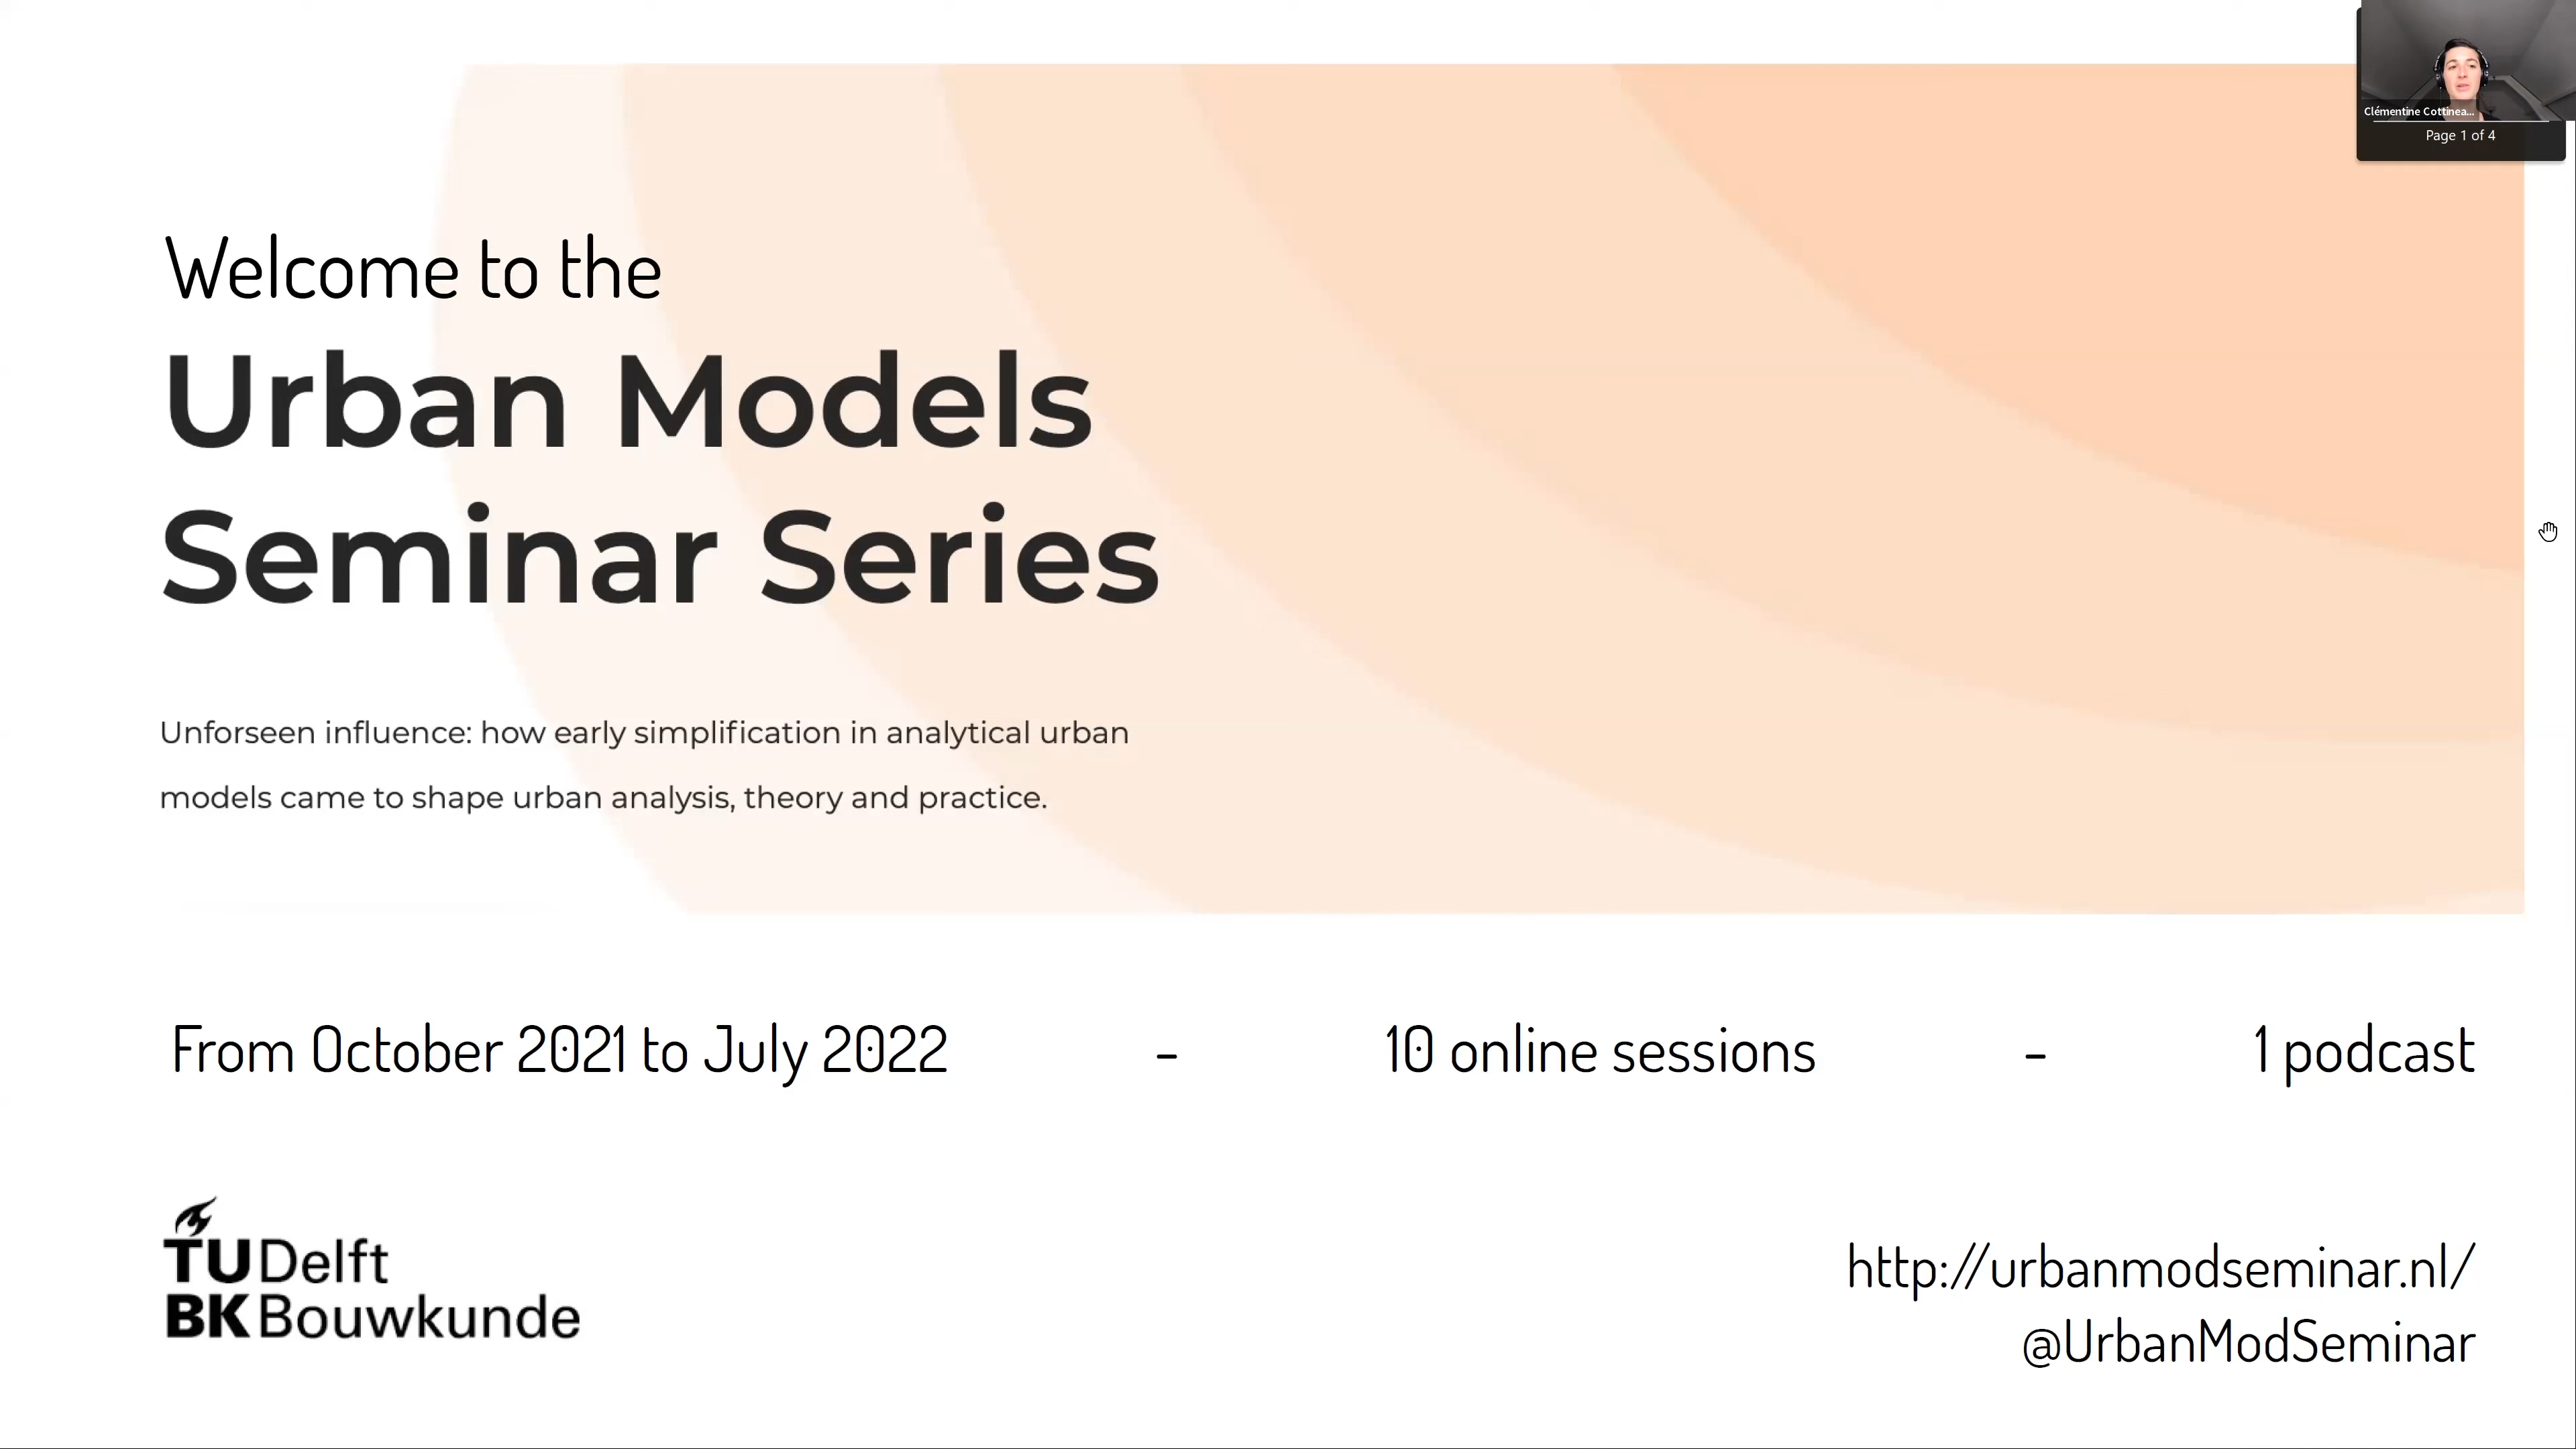 Clémentine Cottinea...
Page 1 of 4
Welcome to the
Urban Models
Seminar Series
Unforseen influence: how early simplification in analytical urban
models came to shape urban analysis, theory and practice.
From October 2021 to July 2022 - 10 online sessions - 1 podcast
TU Delft
BK Bouwkunde
http://urbanmodseminar.nl/
@UrbanModSeminar